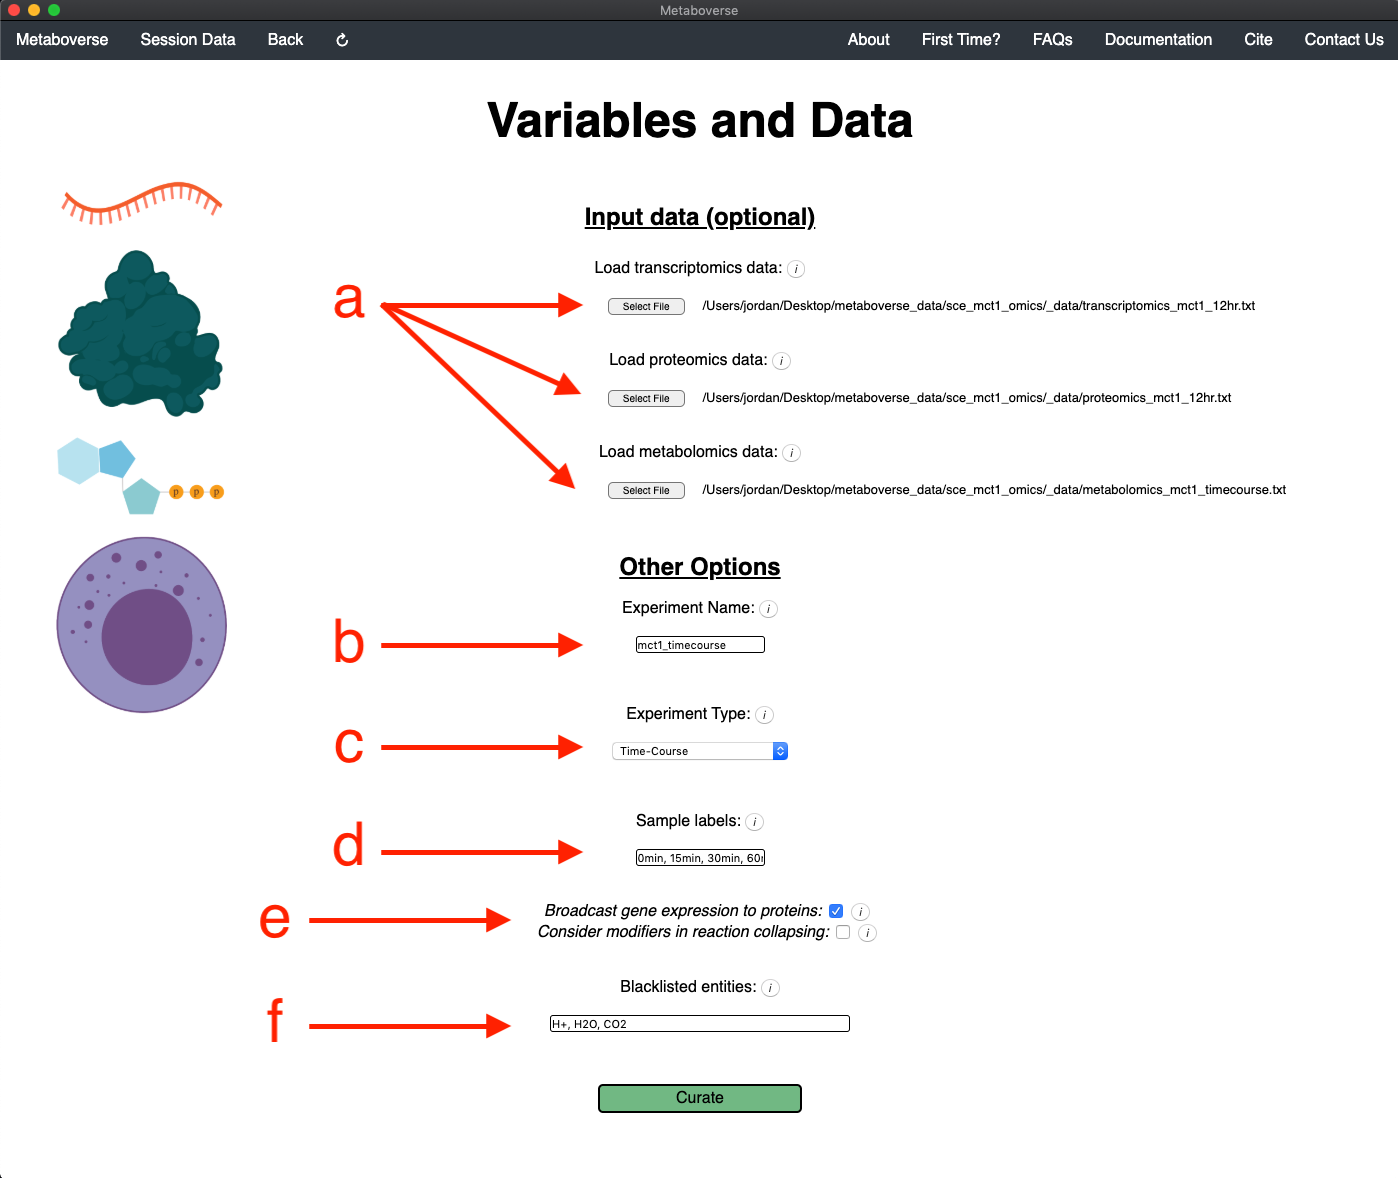 Metaboverse
Metaboverse Session Data Back About First Time? FAQs Documentation Cite Contact Us
Variables and Data
Input data (optional)
Load transcriptomics data: i
a
Select File /Users/jordan/Desktop/metaboverse_data/sce_mct1_omics/_data/transcriptomics_mct1_12hr.txt
Load proteomics data: i
Select File /Users/jordan/Desktop/metaboverse_data/sce_mct1_omics/_data/proteomics_mct1_12hr.txt
Load metabolomics data: i
Select File /Users/jordan/Desktop/metaboverse_data/sce_mct1_omics/_data/metabolomics_mct1_timecourse.txt
P P P
Other Options
Experiment Name: i
b
mct1_timecourse
Experiment Type: i
c
Time-Course
Sample labels: i
d
0min, 15min, 30min, 60
e
Broadcast gene expression to proteins: i
Consider modifiers in reaction collapsing: i
Blacklisted entities: i
f
H+, H2O, CO2
Curate